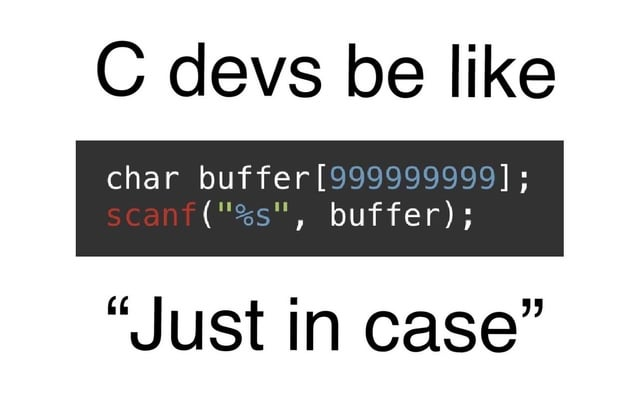 C devs be like
char buffer[999999999];
scanf("%s", buffer);
“Just in case”